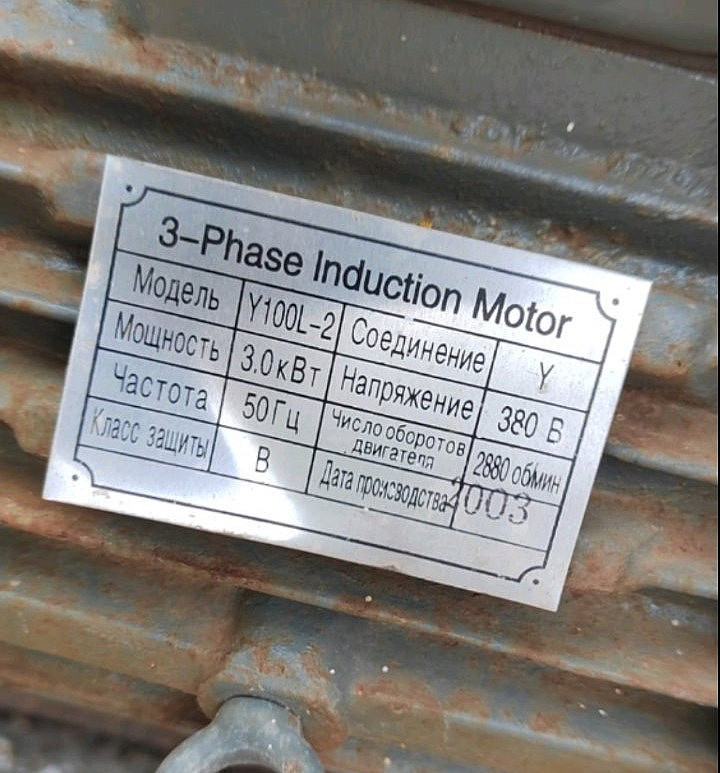 3-Phase Induction Motor
Модель Y100L-2 Соединение Y
Мощность 3.0кВт Напряжение 380 В
Частота 50Гц Число оборотов двигателя 2880 об/мин
Класс защиты В Дата производства 2003